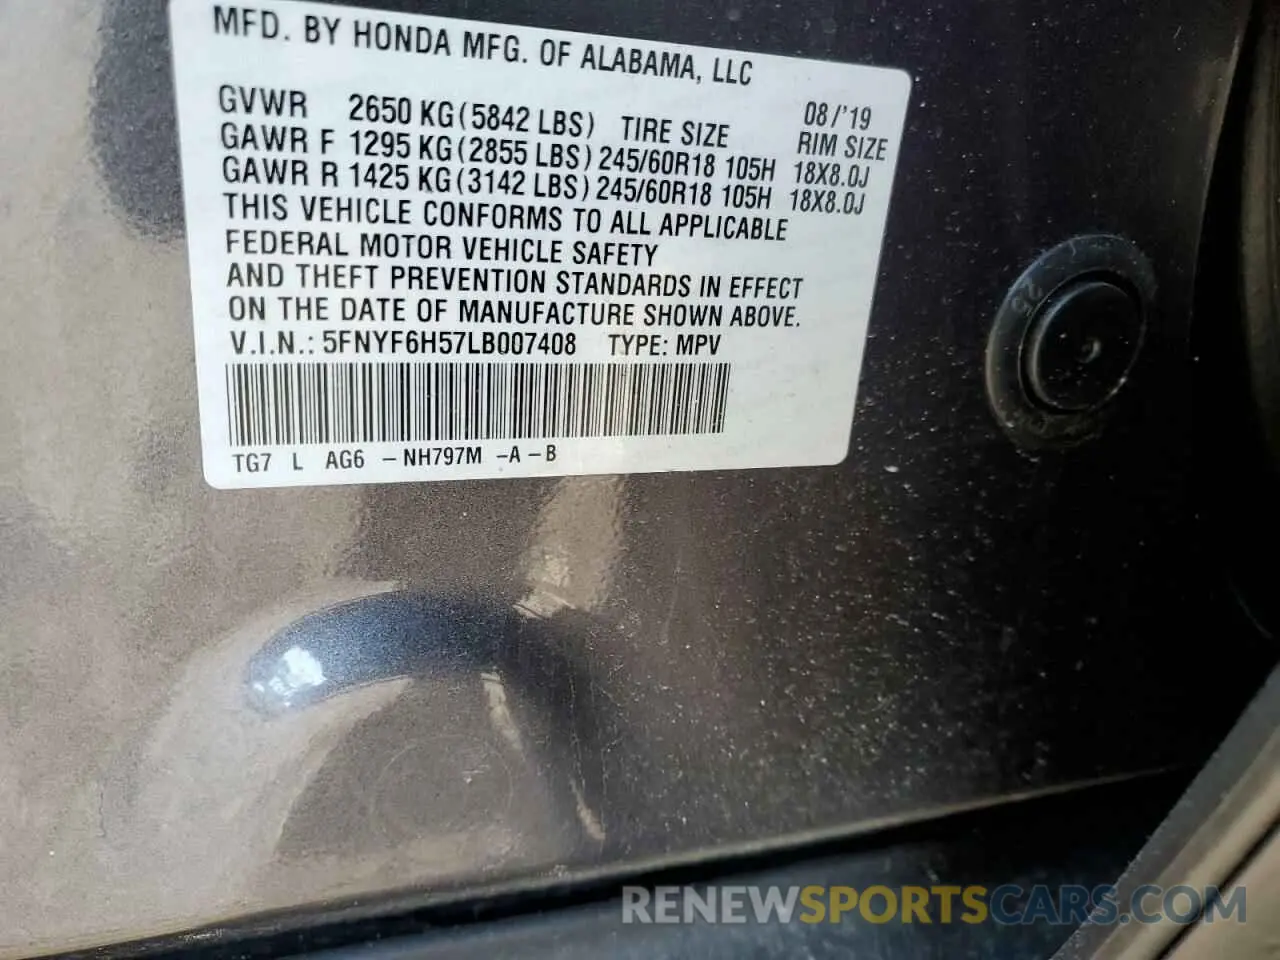 MFD. BY HONDA MFG. OF ALABAMA, LLC
08/'19
GVWR 2650 KG(5842 LBS) TIRE SIZE RIM SIZE
GAWR F 1295 KG(2855 LBS) 245/60R18 105H 18X8.0J
GAWR R 1425 KG(3142 LBS) 245/60R18 105H 18X8.0J
THIS VEHICLE CONFORMS TO ALL APPLICABLE
FEDERAL MOTOR VEHICLE SAFETY
AND THEFT PREVENTION STANDARDS IN EFFECT
ON THE DATE OF MANUFACTURE SHOWN ABOVE.
V.I.N.: 5FNYF6H57LB007408 TYPE: MPV
TG7 L AG6 -NH797M -A-B
RENEWSPORTSCARS.COM